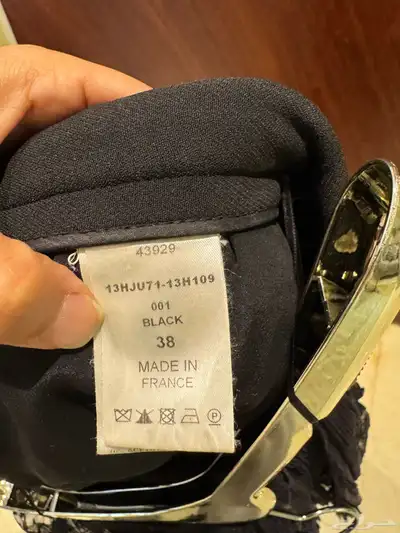 43929
13HJU71-13H109
001
BLACK
38
MADE IN
FRANCE
P